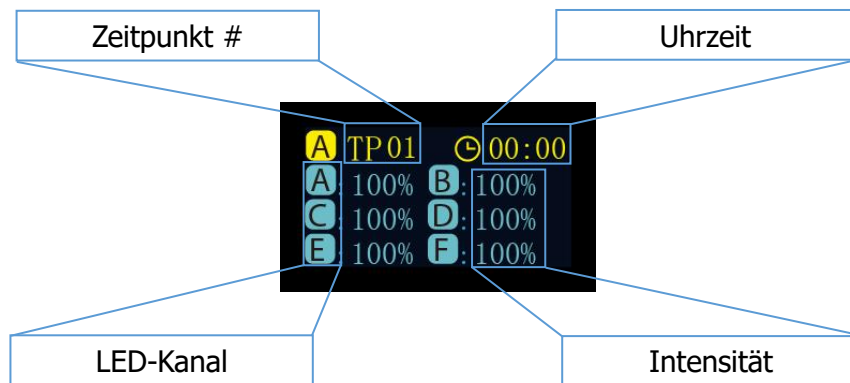 Zeitpunkt #
Uhrzeit
A TP01 00:00
A: 100% B: 100%
C: 100% D: 100%
E: 100% F: 100%
LED-Kanal
Intensität